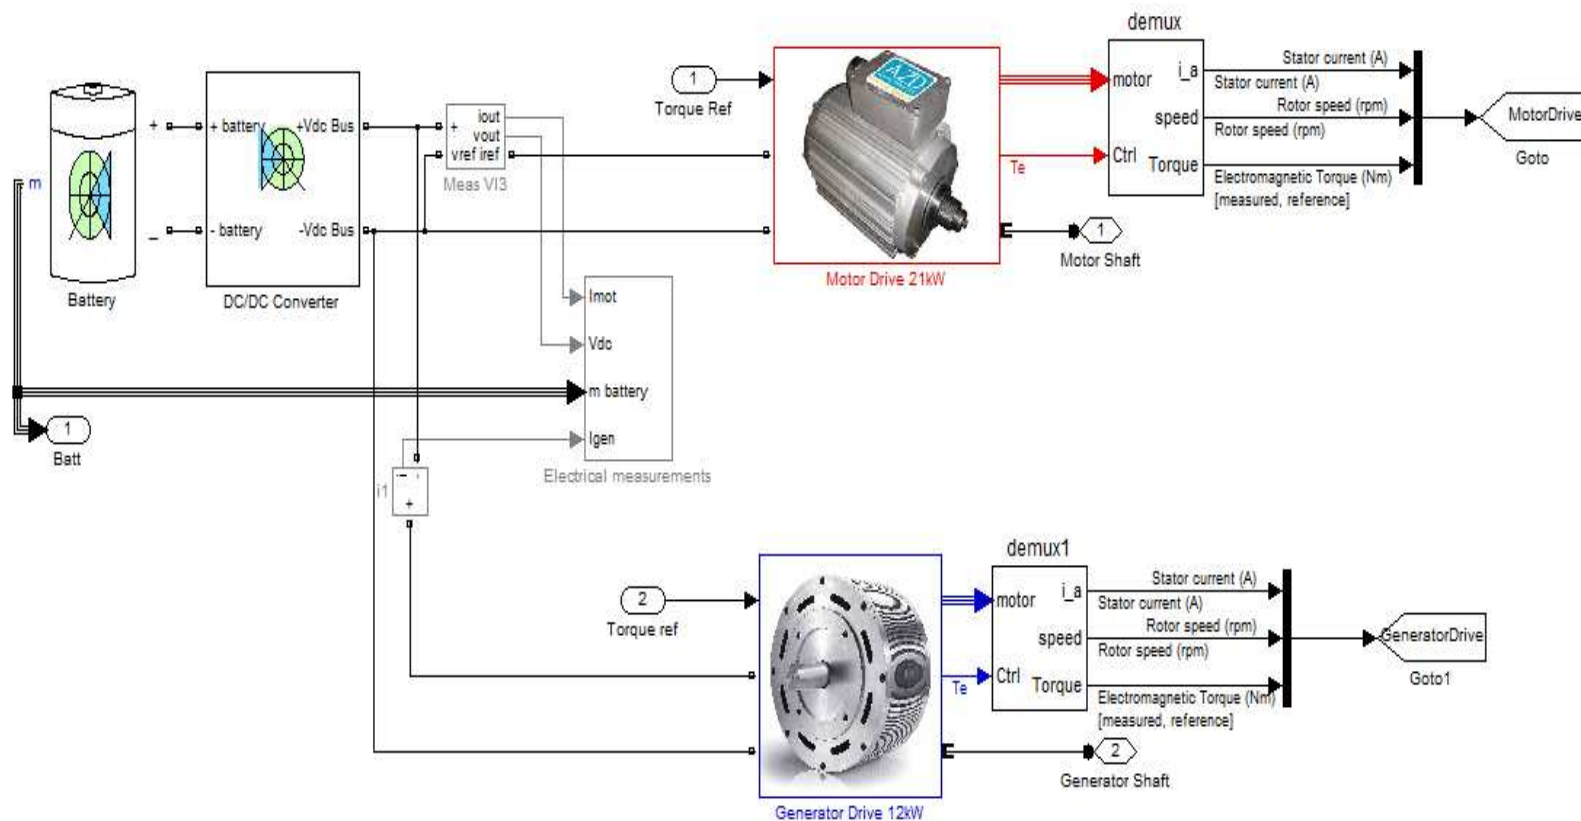 demux
1
Torque Ref
AZD
motor
i_a
Stator current (A)
Stator current (A)
speed
Rotor speed (rpm)
Rotor speed (rpm)
Ctrl
Torque
Electromagnetic Torque (Nm)
[measured, reference]
MotorDrive
Goto
Te
1
Motor Shaft
Motor Drive 21kW
m
+
_
Battery
+ battery
+Vdc Bus
- battery
-Vdc Bus
DC/DC Converter
+
iout
vout
vref iref
Meas VI3
Imot
Vdc
m battery
Igen
Electrical measurements
1
Batt
i1
- +
+
demux1
2
Torque ref
motor
i_a
Stator current (A)
Stator current (A)
speed
Rotor speed (rpm)
Rotor speed (rpm)
Ctrl
Torque
Electromagnetic Torque (Nm)
[measured, reference]
GeneratorDrive
Goto1
Te
2
Generator Shaft
Generator Drive 12kW